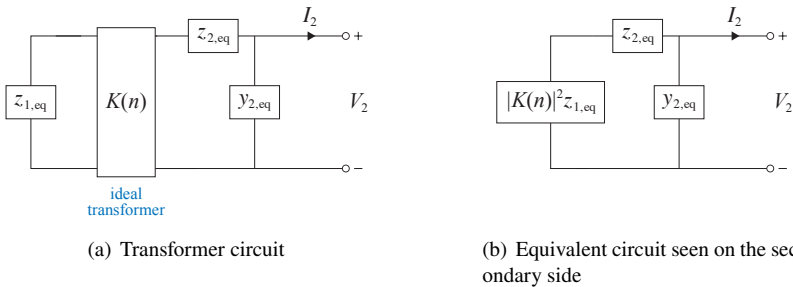 I₂
z₂,eq
+
z₁,eq
K(n)
y₂,eq
V₂
−
ideal
transformer
(a) Transformer circuit
I₂
z₂,eq
+
|K(n)|²z₁,eq
y₂,eq
V₂
−
(b) Equivalent circuit seen on the sec
ondary side